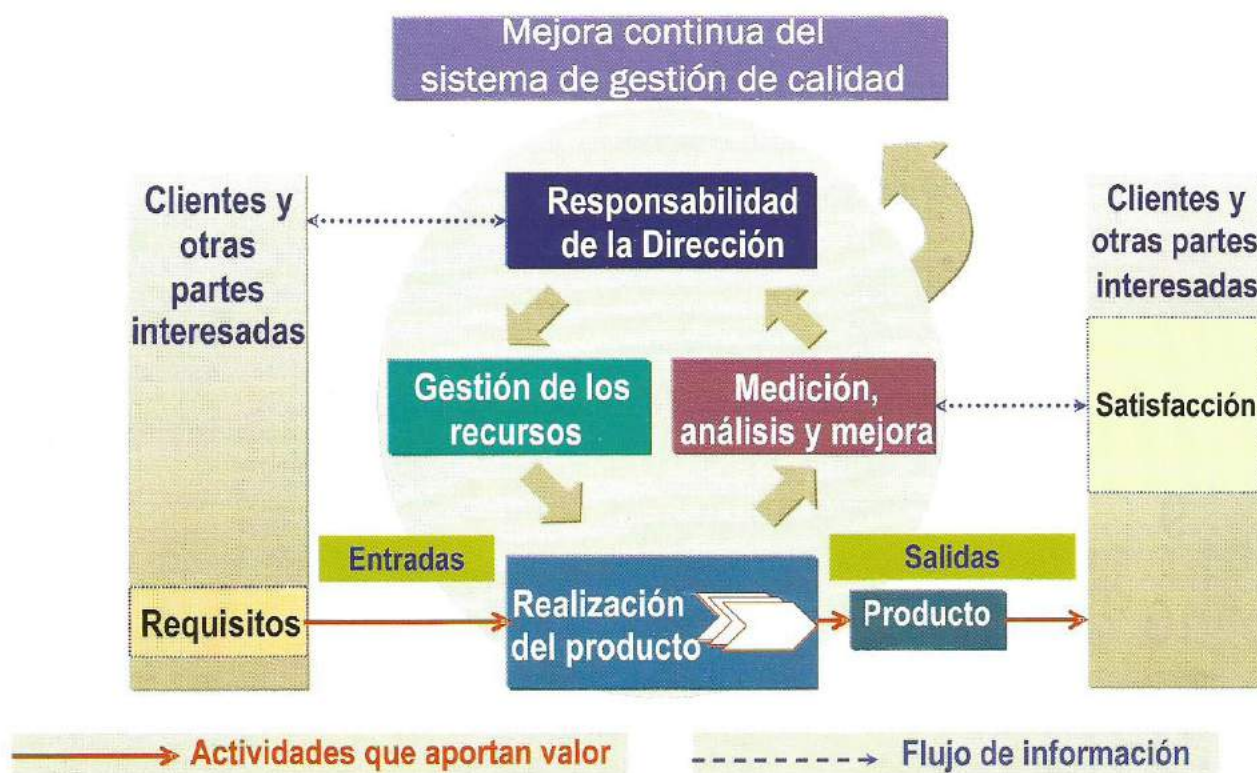 Mejora continua del
sistema de gestión de calidad
Clientes y
otras
partes
interesadas
Responsabilidad
de la Dirección
Clientes y
otras partes
interesadas
Gestión de los
recursos
Medición,
análisis y mejora
Satisfacción
Entradas
Salidas
Requisitos
Realización
del producto
Producto
Actividades que aportan valor
Flujo de información